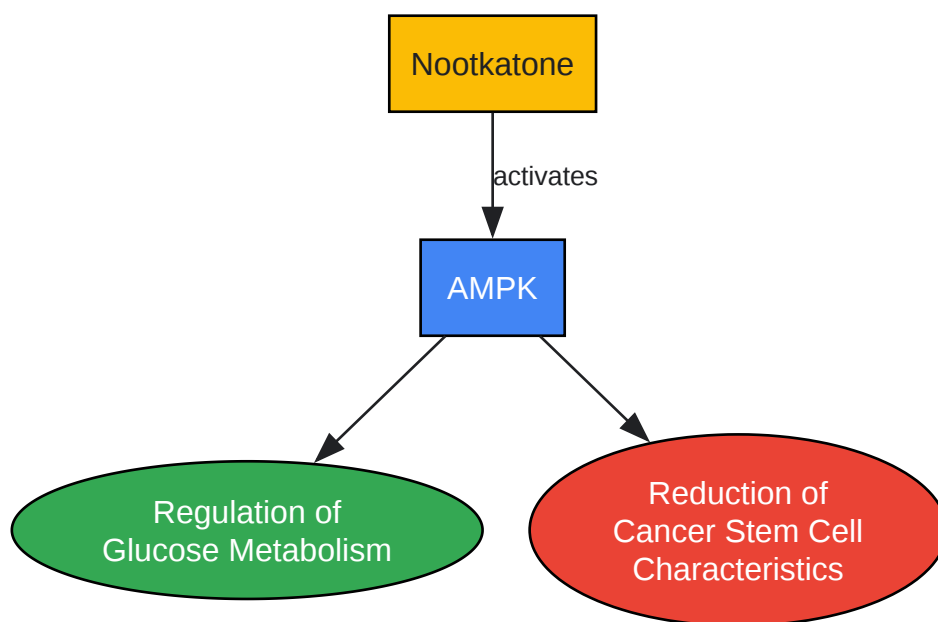 Nootkatone
activates
AMPK
Regulation of
Glucose Metabolism
Reduction of
Cancer Stem Cell
Characteristics